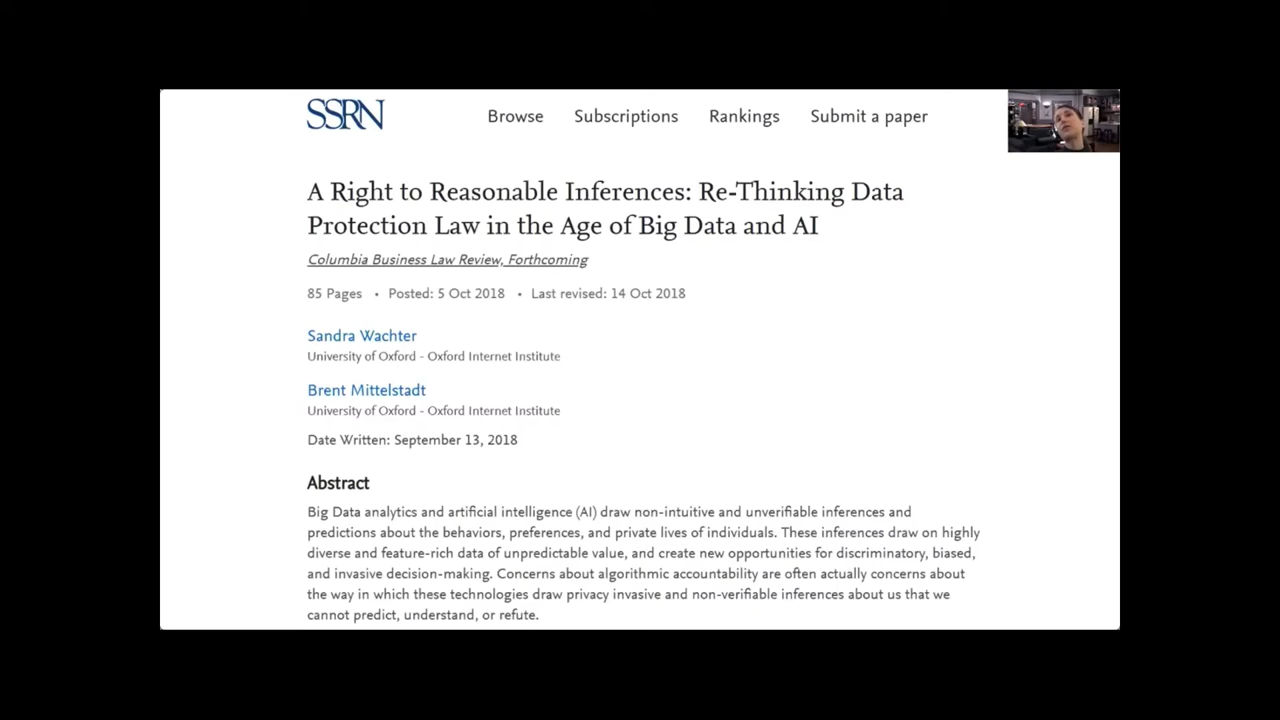 SSRN
Browse Subscriptions Rankings Submit a paper
A Right to Reasonable Inferences: Re-Thinking Data
Protection Law in the Age of Big Data and AI
Columbia Business Law Review, Forthcoming
85 Pages • Posted: 5 Oct 2018 • Last revised: 14 Oct 2018
Sandra Wachter
University of Oxford - Oxford Internet Institute
Brent Mittelstadt
University of Oxford - Oxford Internet Institute
Date Written: September 13, 2018
Abstract
Big Data analytics and artificial intelligence (AI) draw non-intuitive and unverifiable inferences and
predictions about the behaviors, preferences, and private lives of individuals. These inferences draw on highly
diverse and feature-rich data of unpredictable value, and create new opportunities for discriminatory, biased,
and invasive decision-making. Concerns about algorithmic accountability are often actually concerns about
the way in which these technologies draw privacy invasive and non-verifiable inferences about us that we
cannot predict, understand, or refute.